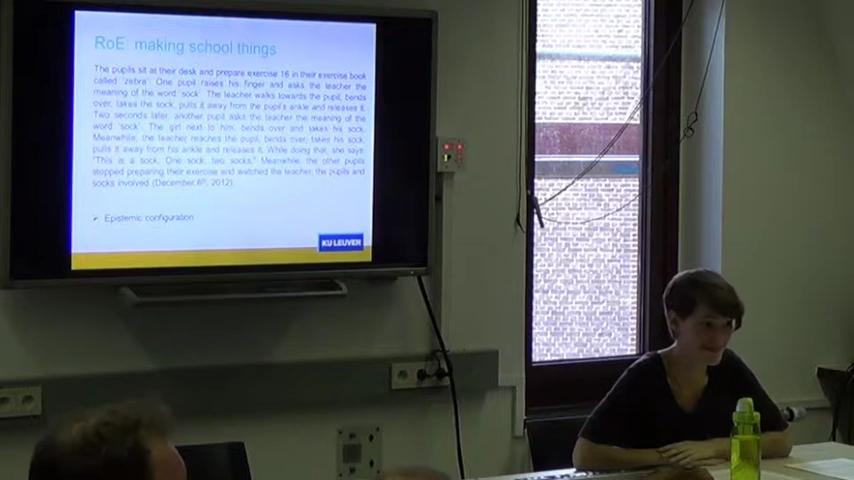 RoE making school things
The pupils sit at their desk and prepare exercise 16 in their exercise book
called 'zebra'. One pupil raises his finger and asks the teacher the
meaning of the word 'sock'. The teacher walks towards the pupil, bends
over, takes the sock, pulls it away from the pupil's ankle and releases it.
Two seconds later, another pupil asks the teacher the meaning of the
word 'sock'. The girl next to him, bends over and takes his sock.
Meanwhile, the teacher reaches the pupil, bends over, takes his sock,
pulls it away from his ankle and releases it. While doing that, she says:
"This is a sock. One sock, two socks." Meanwhile, the other pupils
stopped preparing their exercise and watched the teacher, the pupils and
socks involved (December 6th, 2012).
➢ Epistemic configuration
KU LEUVEN